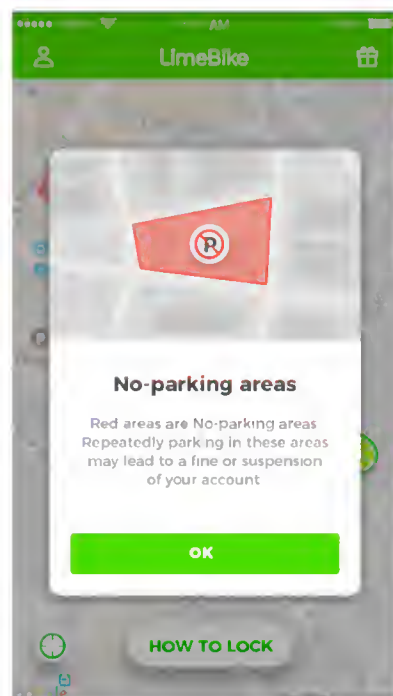 AM
LimeBike
P
No-parking areas
Red areas are No-parking areas
Repeatedly parking in these areas
may lead to a fine or suspension
of your account
OK
HOW TO LOCK